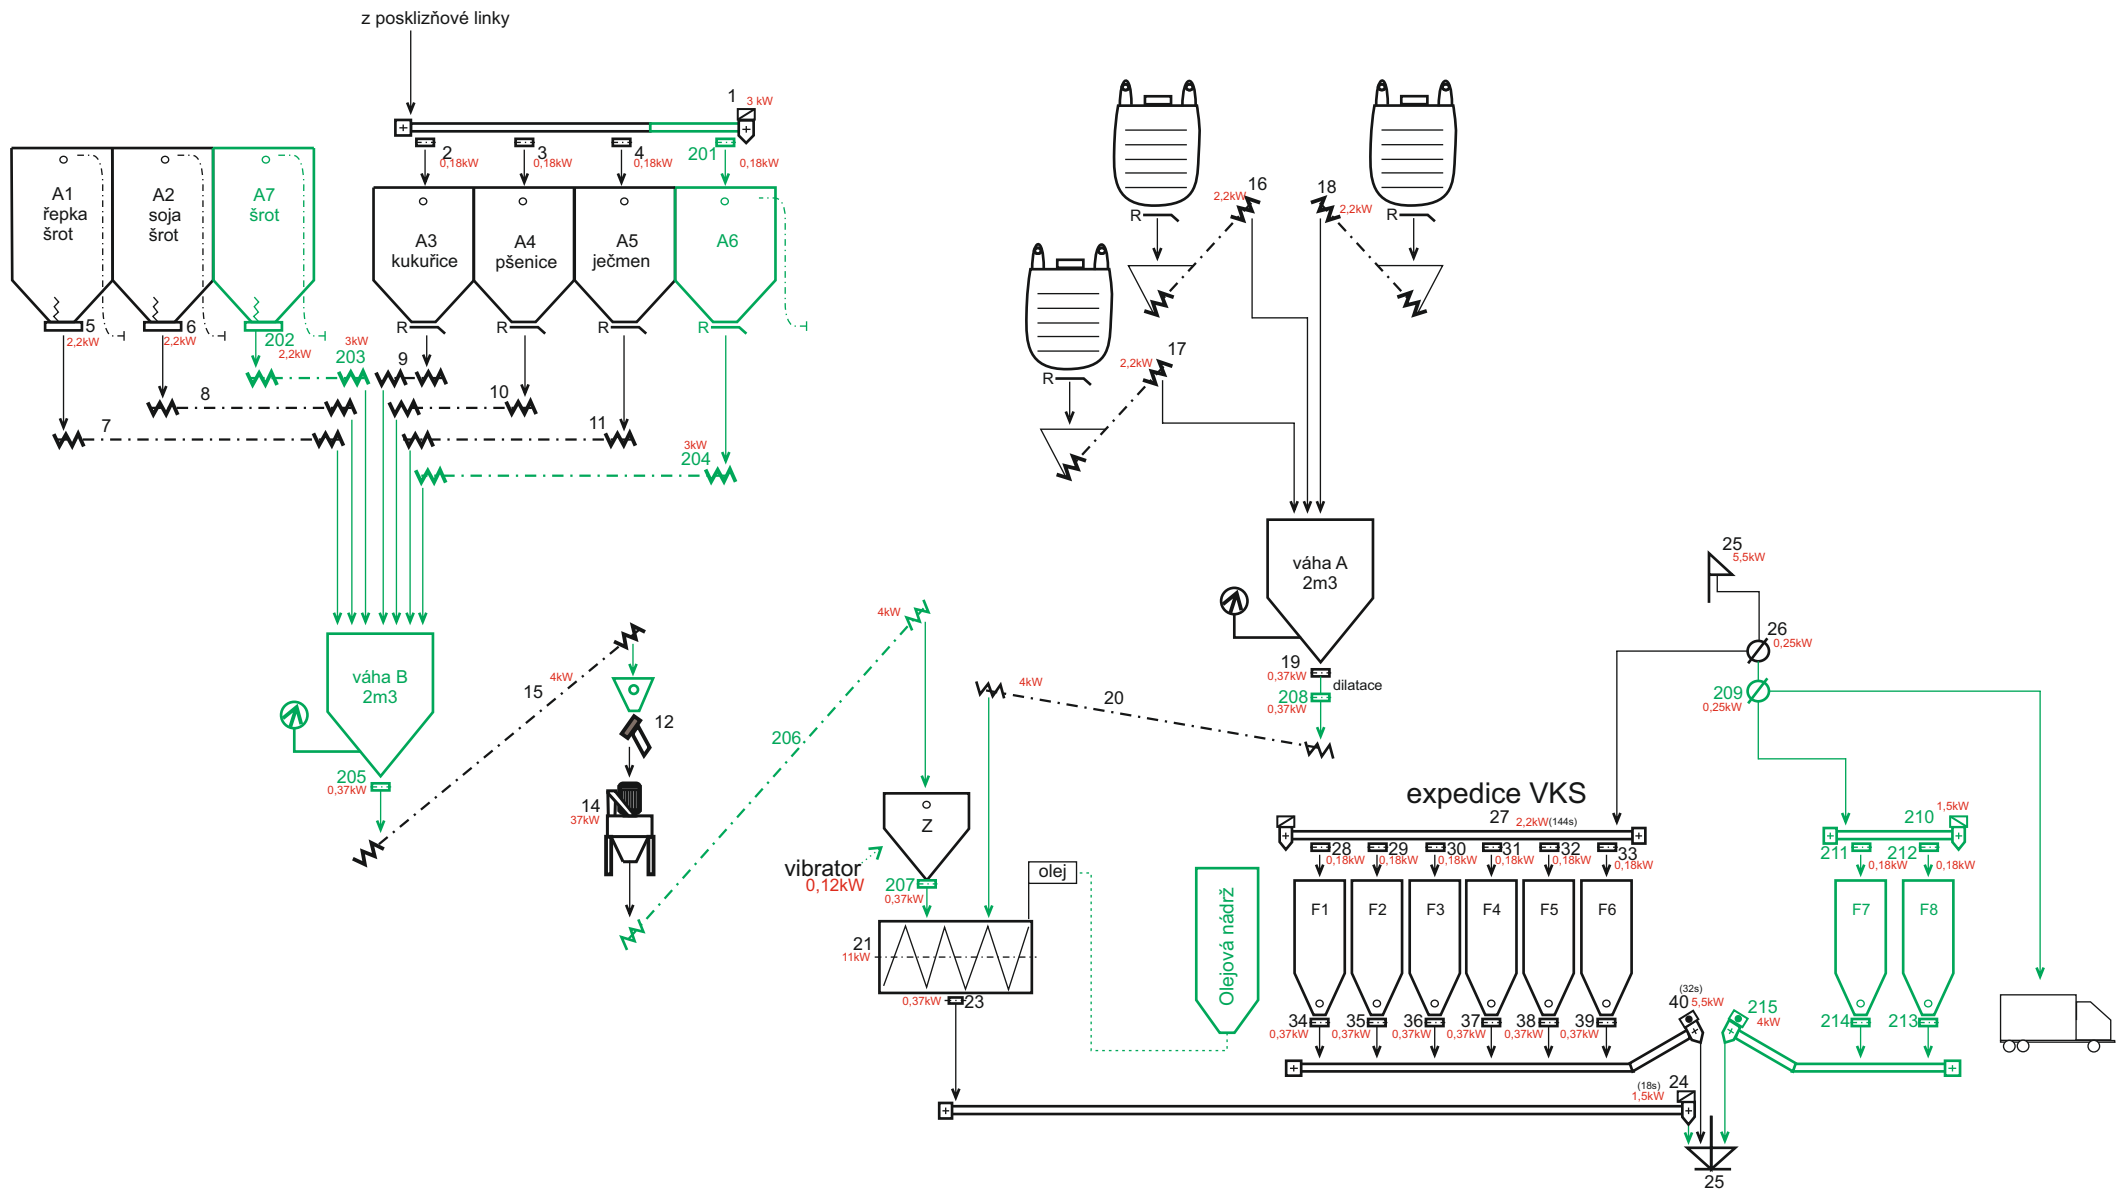 z posklizňové linky
1
3 kW
2
0,18kW
3
0,18kW
4
0,18kW
201
0,18kW
A1
řepka
šrot
A2
soja
šrot
A7
šrot
A3
kukuřice
A4
pšenice
A5
ječmen
A6
R
R
R
R
5
2,2kW
6
2,2kW
202
2,2kW
3kW
203
9
8
10
7
11
3kW
204
váha B
2m3
205
0,37kW
15
4kW
12
14
37kW
206
4kW
Z
vibrator
0,12kW
207
0,37kW
21
11kW
0,37kW
23
olej
4kW
20
R
R
R
16
2,2kW
18
2,2kW
17
2,2kW
váha A
2m3
19
0,37kW
dilatace
208
0,37kW
25
5,5kW
26
0,25kW
209
0,25kW
expedice VKS
27
2,2kW(144s)
28
0,18kW
29
0,18kW
30
0,18kW
31
0,18kW
32
0,18kW
33
0,18kW
210
1,5kW
211
0,18kW
212
0,18kW
Olejová nádrž
F1
F2
F3
F4
F5
F6
F7
F8
34
0,37kW
35
0,37kW
36
0,37kW
37
0,37kW
38
0,37kW
39
0,37kW
(32s)
40
5,5kW
215
4kW
214
213
(18s)
24
1,5kW
25